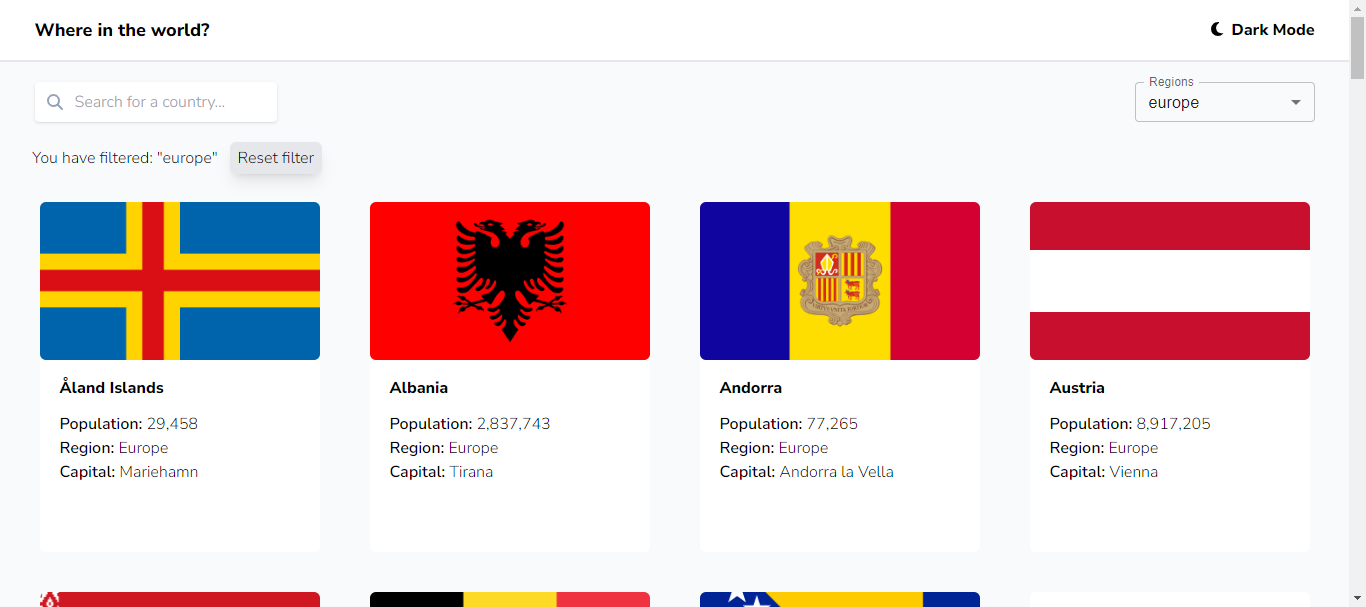 Where in the world?
Dark Mode
Search for a country...
Regions
europe
You have filtered: "europe"
Reset filter
Åland Islands
Population: 29,458
Region: Europe
Capital: Mariehamn
Albania
Population: 2,837,743
Region: Europe
Capital: Tirana
Andorra
Population: 77,265
Region: Europe
Capital: Andorra la Vella
Austria
Population: 8,917,205
Region: Europe
Capital: Vienna